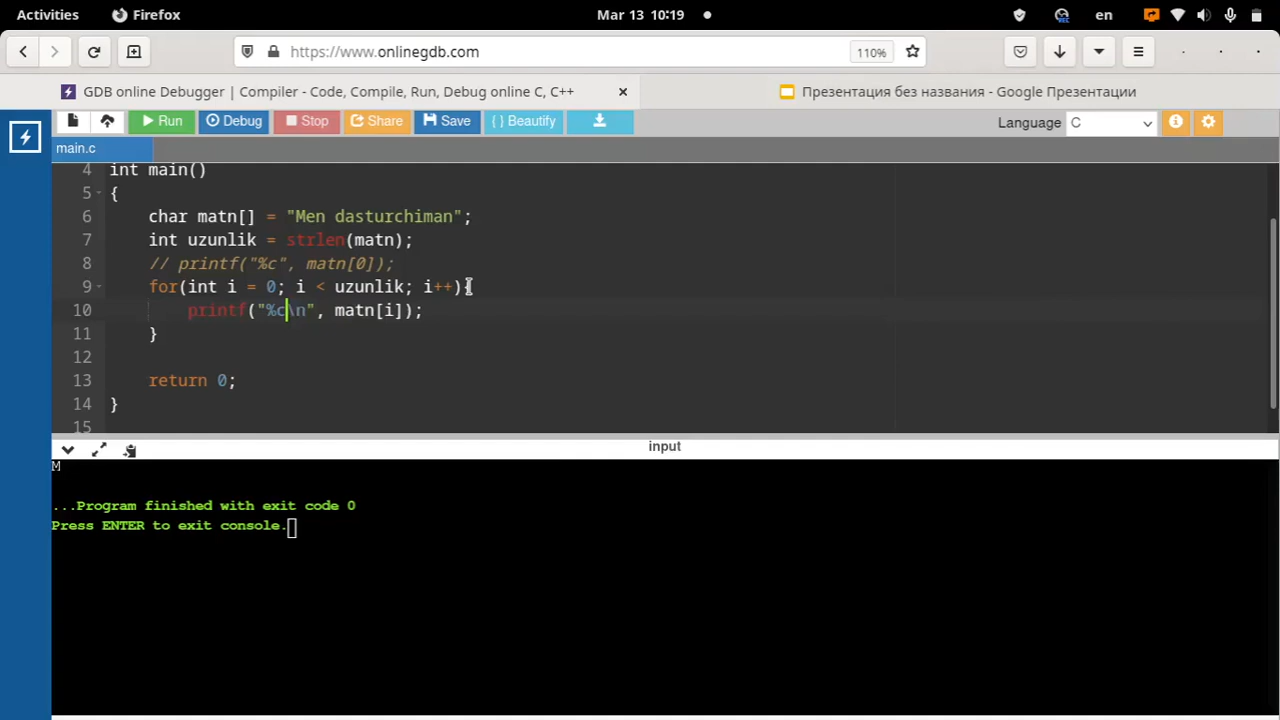 Activities Firefox Mar 13 10:19 en
https://www.onlinegdb.com 110%
GDB online Debugger | Compiler - Code, Compile, Run, Debug online C, C++ Презентация без названия - Google Презентации
Run Debug Stop Share Save { } Beautify Language C
main.c
4 int main()
5 {
6 char matn[] = "Men dasturchiman";
7 int uzunlik = strlen(matn);
8 // printf("%c", matn[0]);
9 for(int i = 0; i < uzunlik; i++){
10 printf("%c\n", matn[i]);
11 }
12
13 return 0;
14 }
15
input
M
...Program finished with exit code 0
Press ENTER to exit console.